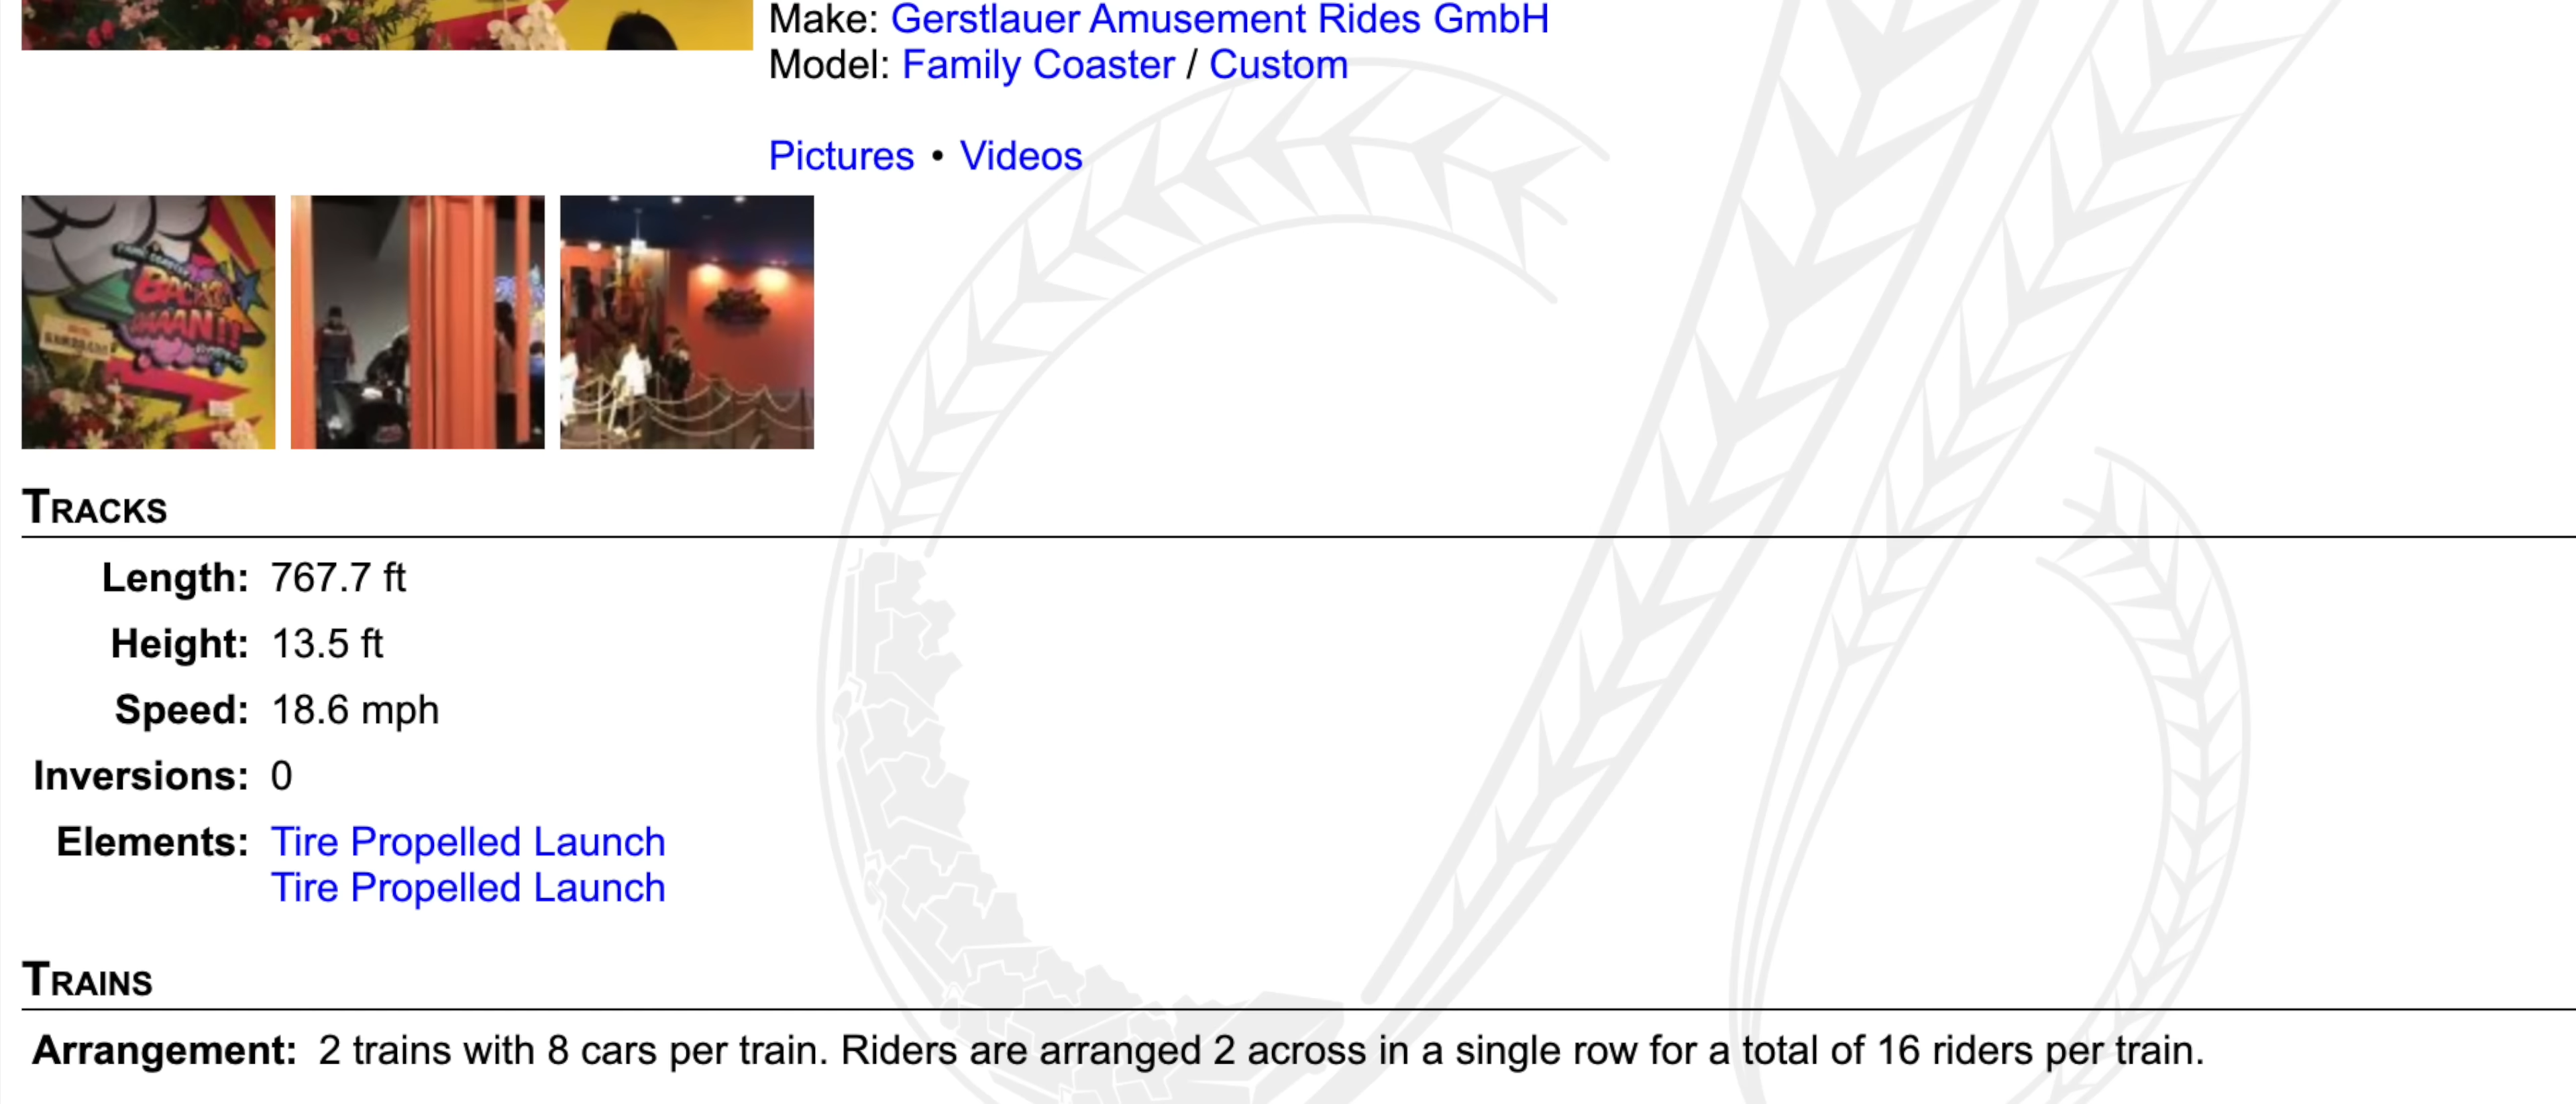 Make: Gerstlauer Amusement Rides GmbH
Model: Family Coaster / Custom
Pictures • Videos
TRACKS
Length: 767.7 ft
Height: 13.5 ft
Speed: 18.6 mph
Inversions: 0
Elements: Tire Propelled Launch
Tire Propelled Launch
TRAINS
Arrangement: 2 trains with 8 cars per train. Riders are arranged 2 across in a single row for a total of 16 riders per train.